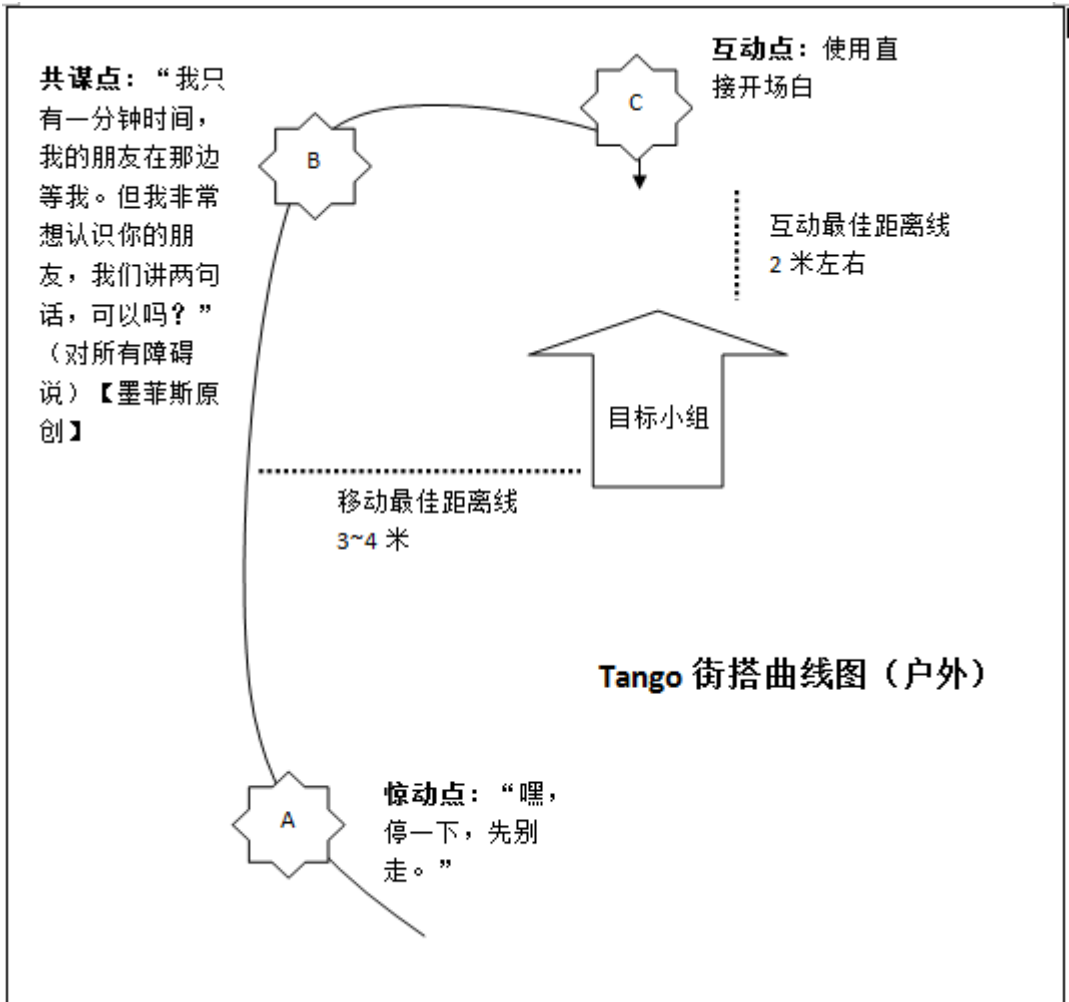 共谋点：“我只
有一分钟时间，
我的朋友在那边
等我。但我非常
想认识你的朋
友，我们讲两句
话，可以吗？”
（对所有障碍
说）【墨菲斯原
创】
B
C
互动点：使用直
接开场白
互动最佳距离线
2 米左右
目标小组
移动最佳距离线
3~4 米
Tango 街搭曲线图（户外）
A
惊动点：“嘿，
停一下，先别
走。”